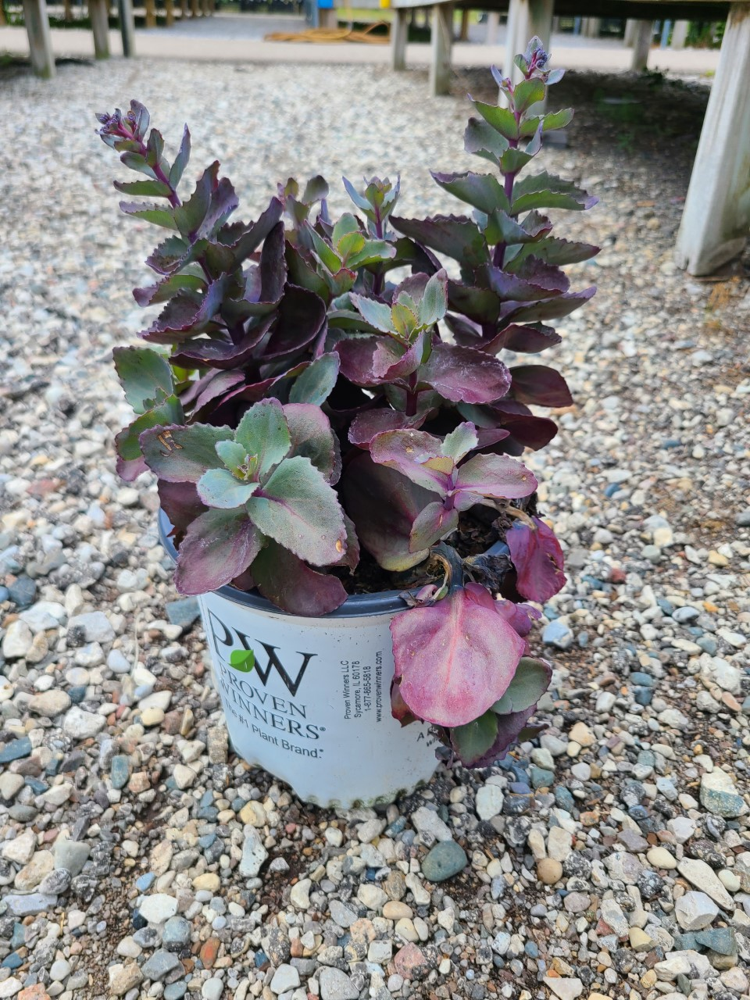 PW
PROVEN
WINNERS®
The #1 Plant Brand.®
Proven Winners LLC
Sycamore, IL 60178
1-877-865-5818
www.provenwinners.com
A